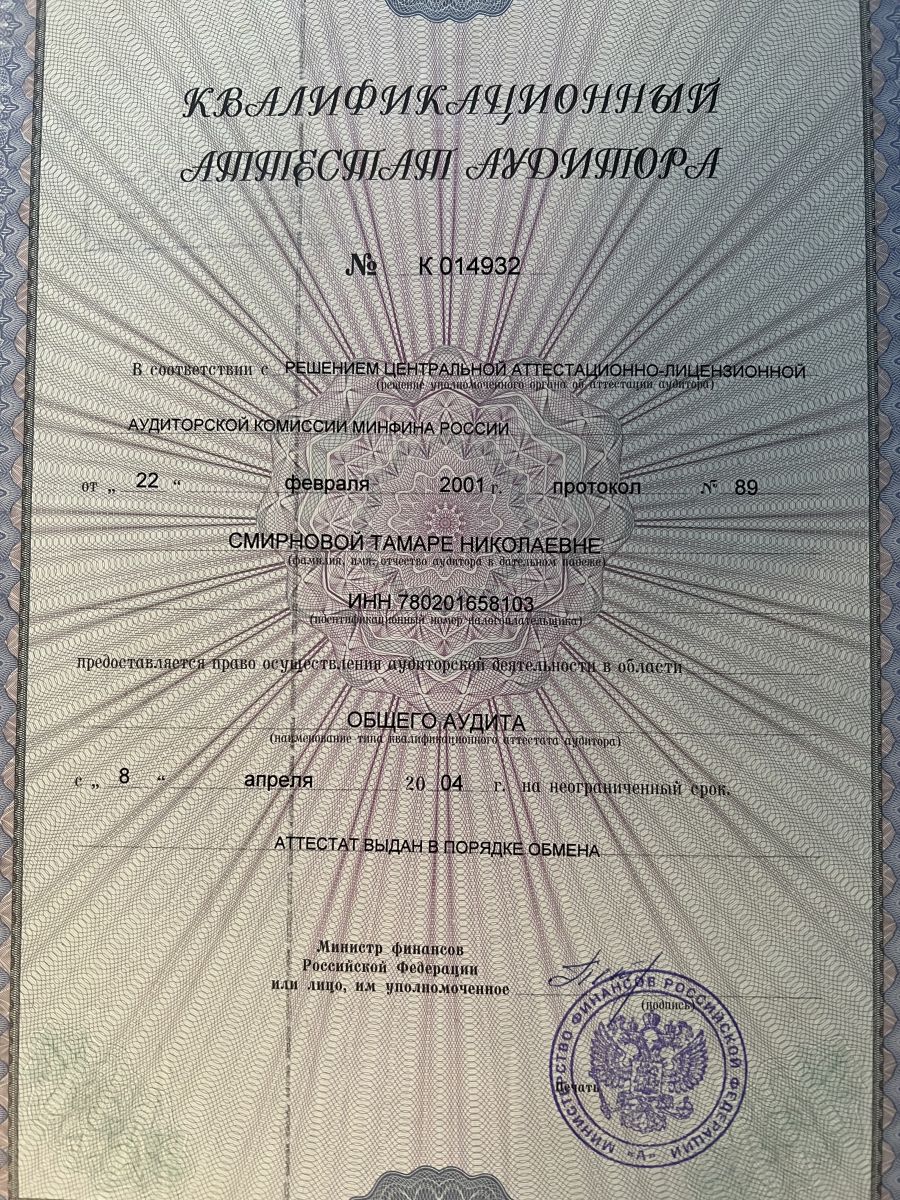 КВАЛИФИКАЦИОННЫЙ
АТТЕСТАТ АУДИТОРА
№ К 014932
В соответствии с РЕШЕНИЕМ ЦЕНТРАЛЬНОЙ АТТЕСТАЦИОННО-ЛИЦЕНЗИОННОЙ
(решение уполномоченного органа об аттестации аудитора)
АУДИТОРСКОЙ КОМИССИИ МИНФИНА РОССИИ
от „ 22 “ февраля 2001 г. протокол № 89
СМИРНОВОЙ ТАМАРЕ НИКОЛАЕВНЕ
(фамилия, имя, отчество аудитора в дательном падеже)
ИНН 780201658103
(идентификационный номер налогоплательщика)
предоставляется право осуществления аудиторской деятельности в области
ОБЩЕГО АУДИТА
(наименование типа квалификационного аттестата аудитора)
с „ 8 “ апреля 20 04 г. на неограниченный срок.
АТТЕСТАТ ВЫДАН В ПОРЯДКЕ ОБМЕНА
Министр финансов
Российской Федерации
или лицо, им уполномоченное
(подпись)
Печать
МИНИСТЕРСТВО ФИНАНСОВ РОССИЙСКОЙ ФЕДЕРАЦИИ
«А»